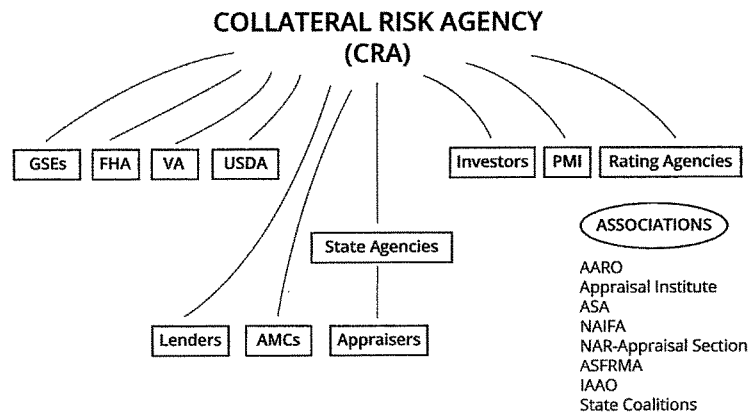 COLLATERAL RISK AGENCY
(CRA)
GSEs
FHA
VA
USDA
Investors
PMI
Rating Agencies
State Agencies
Lenders
AMCs
Appraisers
ASSOCIATIONS
AARO
Appraisal Institute
ASA
NAIFA
NAR-Appraisal Section
ASFRMA
IAAO
State Coalitions